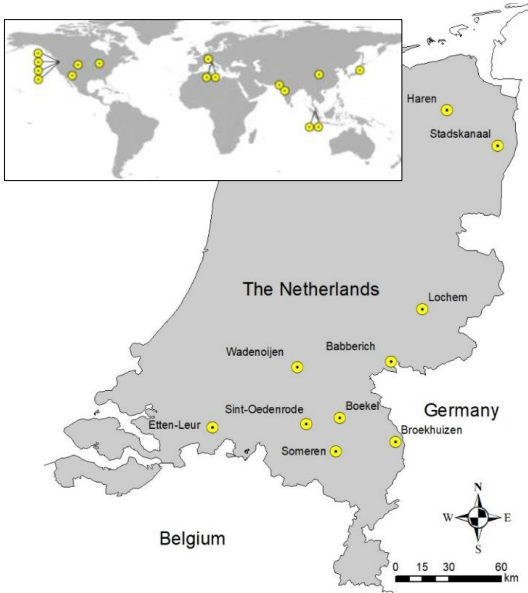 Haren
Stadskanaal
The Netherlands
Lochem
Wadenoijen
Babberich
Boekel
Sint-Oedenrode
Etten-Leur
Germany
Broekhuizen
Someren
N
W
E
S
Belgium
0 15 30 60
km